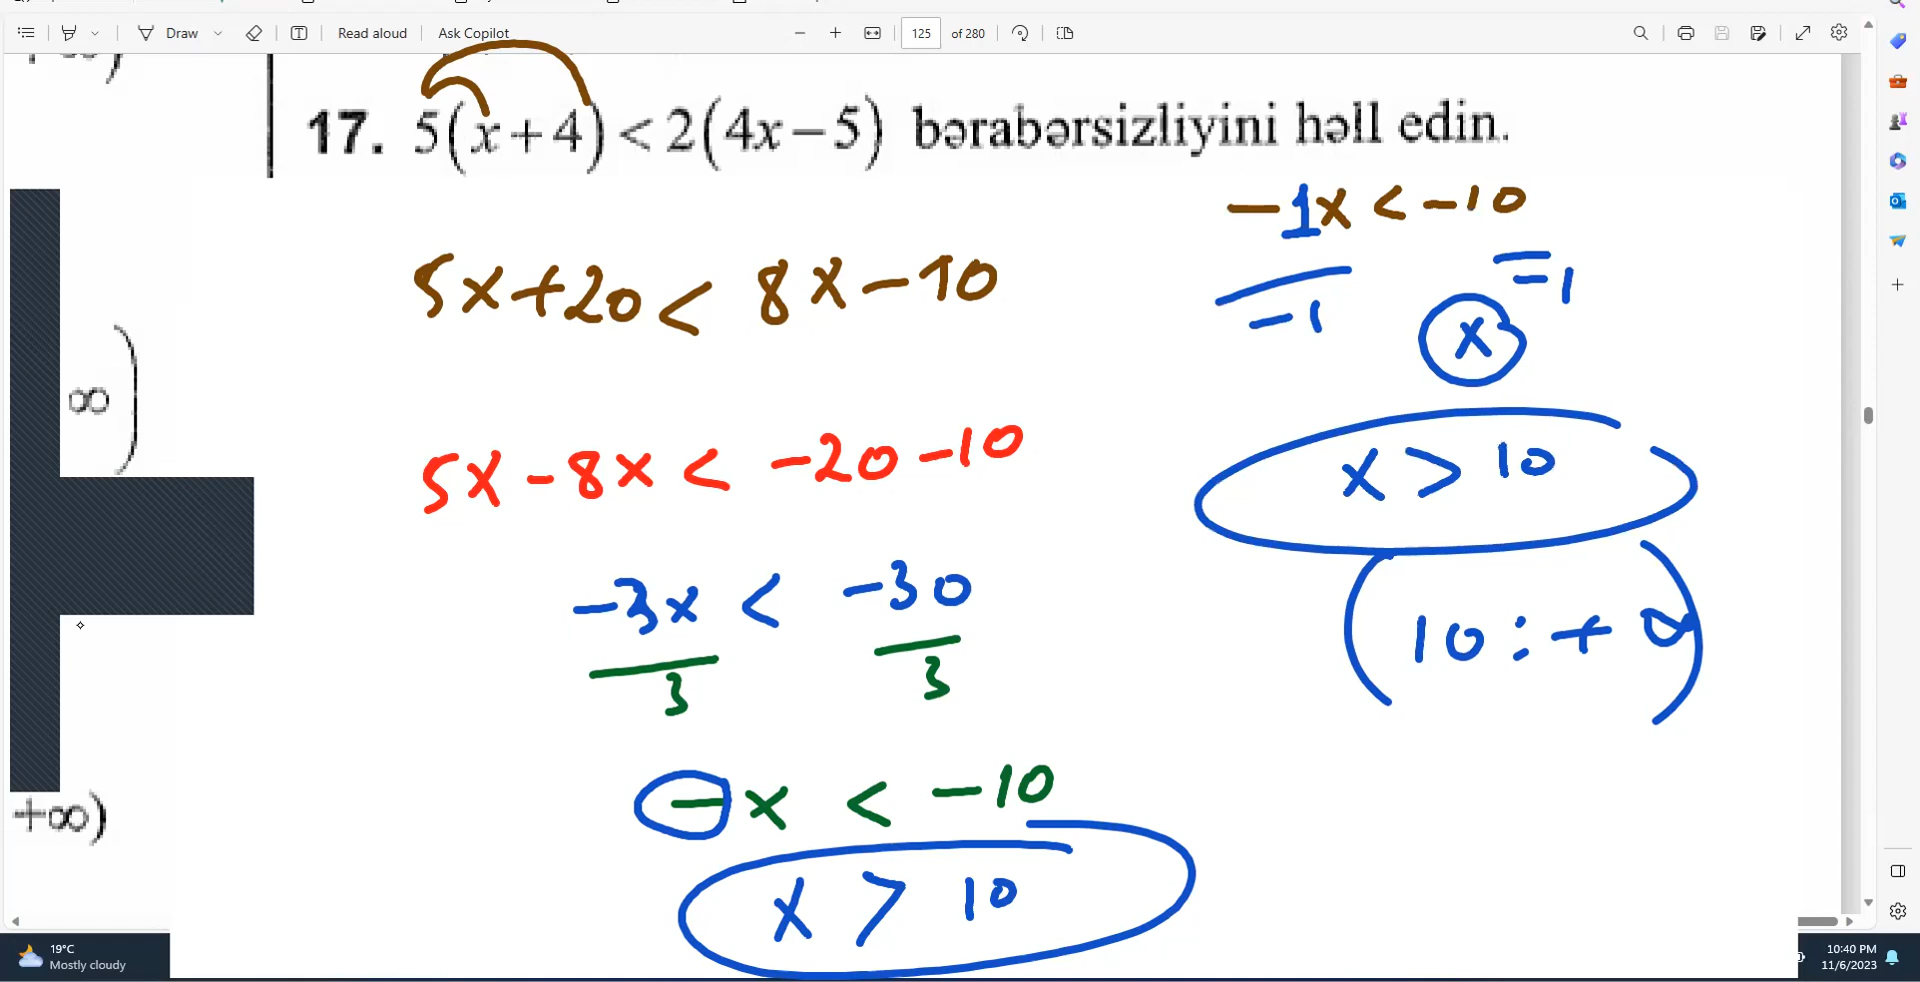 Draw
Read aloud
Ask Copilot
125 of 280
17. 5(x+4)<2(4x−5) bərabərsizliyini həll edin.
5x+20<8x−10
5x−8x<−20−10
−3x < −30
3 3
−x < −10
x > 10
−1x<−10
−1 −1
x
x > 10
(10;+∞)
∞)
+∞)
19°C
Mostly cloudy
10:40 PM
11/6/2023